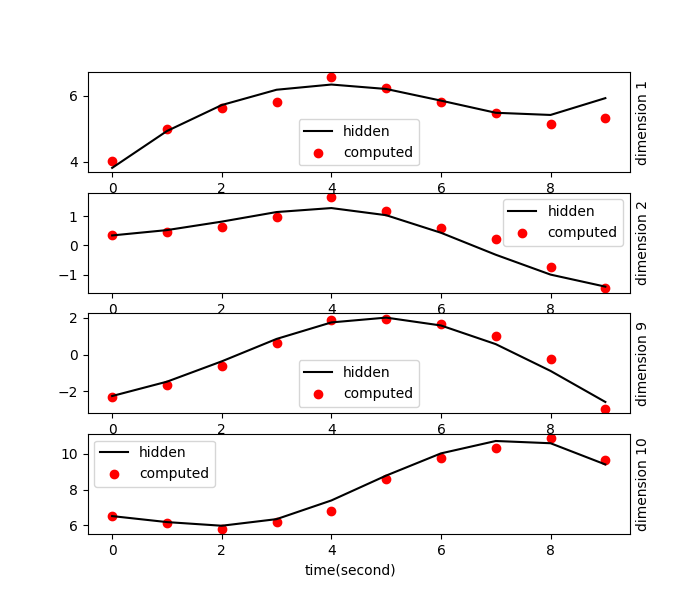 6
4
hidden
computed
dimension 1
0 2 4 6 8
1
0
−1
hidden
computed
dimension 2
0 2 4 6 8
2
0
−2
hidden
computed
dimension 9
0 2 4 6 8
10
8
6
hidden
computed
dimension 10
0 2 4 6 8
time(second)